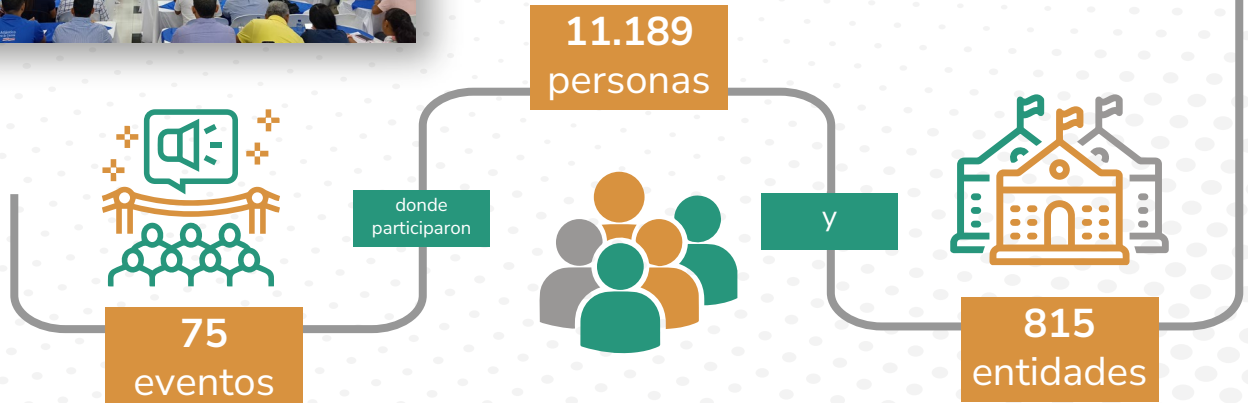 75
eventos
donde
participaron
11.189
personas
y
815
entidades